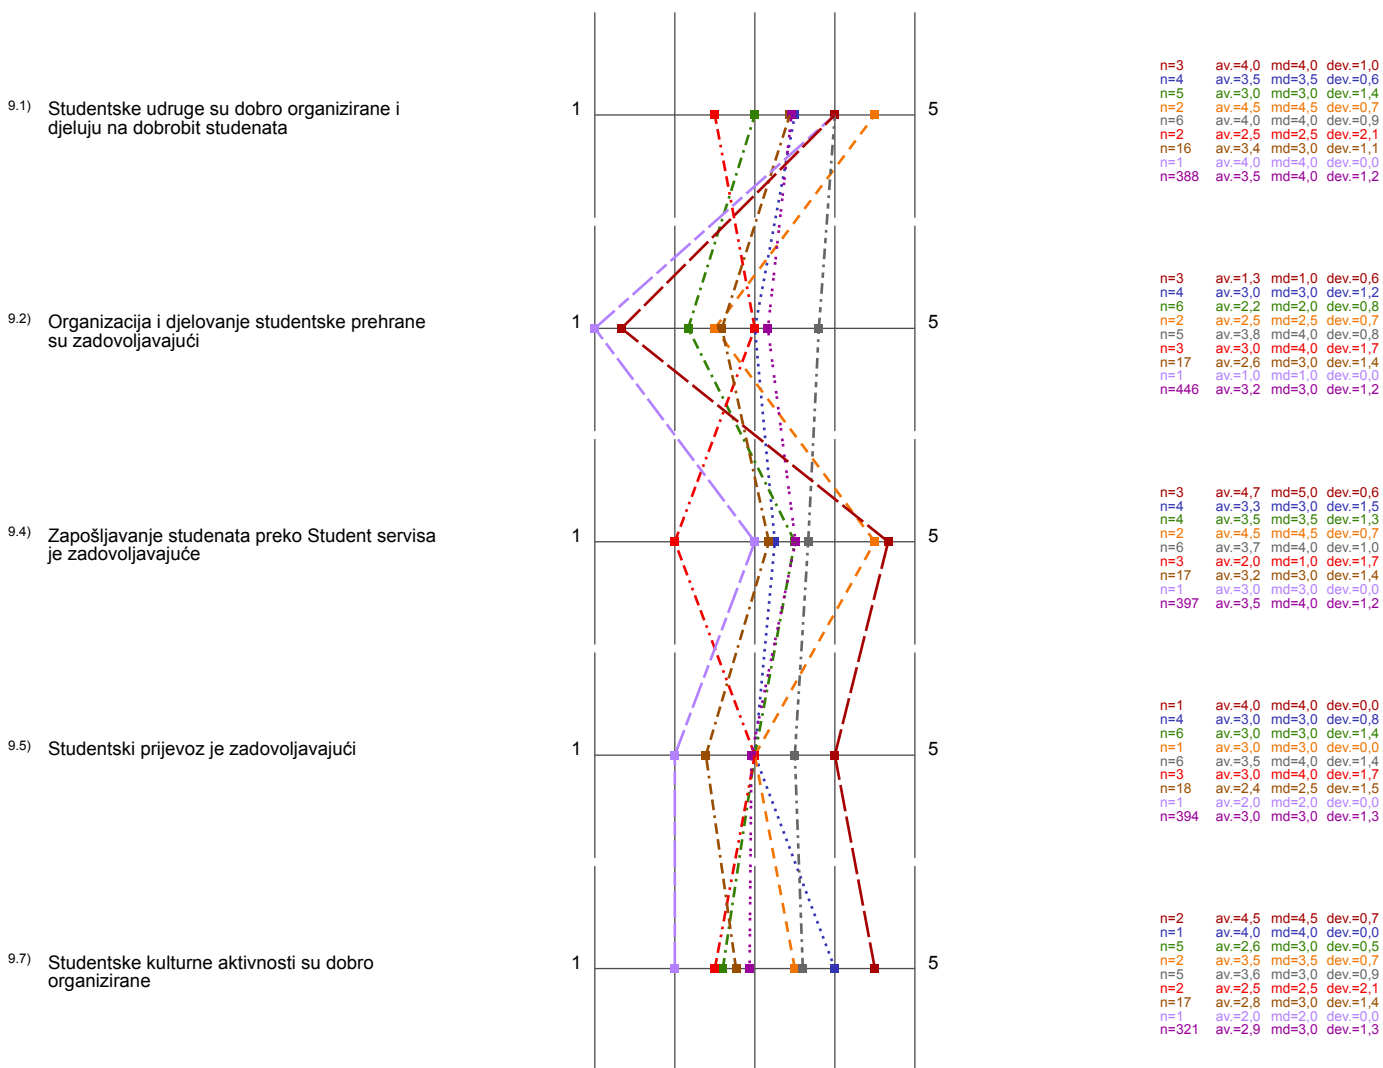 9.1) Studentske udruge su dobro organizirane i
djeluju na dobrobit studenata
1 5
n=3 av.=4,0 md=4,0 dev.=1,0
n=4 av.=3,5 md=3,5 dev.=0,6
n=5 av.=3,0 md=3,0 dev.=1,4
n=2 av.=4,5 md=4,5 dev.=0,7
n=6 av.=4,0 md=4,0 dev.=0,9
n=2 av.=2,5 md=2,5 dev.=2,1
n=16 av.=3,4 md=3,0 dev.=1,1
n=1 av.=4,0 md=4,0 dev.=0,0
n=388 av.=3,5 md=4,0 dev.=1,2
9.2) Organizacija i djelovanje studentske prehrane
su zadovoljavajući
1 5
n=3 av.=1,3 md=1,0 dev.=0,6
n=4 av.=3,0 md=3,0 dev.=1,2
n=6 av.=2,2 md=2,0 dev.=0,8
n=2 av.=2,5 md=2,5 dev.=0,7
n=5 av.=3,8 md=4,0 dev.=0,8
n=3 av.=3,0 md=4,0 dev.=1,7
n=17 av.=2,6 md=3,0 dev.=1,4
n=1 av.=1,0 md=1,0 dev.=0,0
n=446 av.=3,2 md=3,0 dev.=1,2
9.4) Zapošljavanje studenata preko Student servisa
je zadovoljavajuće
1 5
n=3 av.=4,7 md=5,0 dev.=0,6
n=4 av.=3,3 md=3,0 dev.=1,5
n=4 av.=3,5 md=3,5 dev.=1,3
n=2 av.=4,5 md=4,5 dev.=0,7
n=6 av.=3,7 md=4,0 dev.=1,0
n=3 av.=2,0 md=1,0 dev.=1,7
n=17 av.=3,2 md=3,0 dev.=1,4
n=1 av.=3,0 md=3,0 dev.=0,0
n=397 av.=3,5 md=4,0 dev.=1,2
9.5) Studentski prijevoz je zadovoljavajući
1 5
n=1 av.=4,0 md=4,0 dev.=0,0
n=4 av.=3,0 md=3,0 dev.=0,8
n=6 av.=3,0 md=3,0 dev.=1,4
n=1 av.=3,0 md=3,0 dev.=0,0
n=6 av.=3,5 md=4,0 dev.=1,4
n=3 av.=3,0 md=4,0 dev.=1,7
n=18 av.=2,4 md=2,5 dev.=1,5
n=1 av.=2,0 md=2,0 dev.=0,0
n=394 av.=3,0 md=3,0 dev.=1,3
9.7) Studentske kulturne aktivnosti su dobro
organizirane
1 5
n=2 av.=4,5 md=4,5 dev.=0,7
n=1 av.=4,0 md=4,0 dev.=0,0
n=5 av.=2,6 md=3,0 dev.=0,5
n=2 av.=3,5 md=3,5 dev.=0,7
n=5 av.=3,6 md=3,0 dev.=0,9
n=2 av.=2,5 md=2,5 dev.=2,1
n=17 av.=2,8 md=3,0 dev.=1,4
n=1 av.=2,0 md=2,0 dev.=0,0
n=321 av.=2,9 md=3,0 dev.=1,3